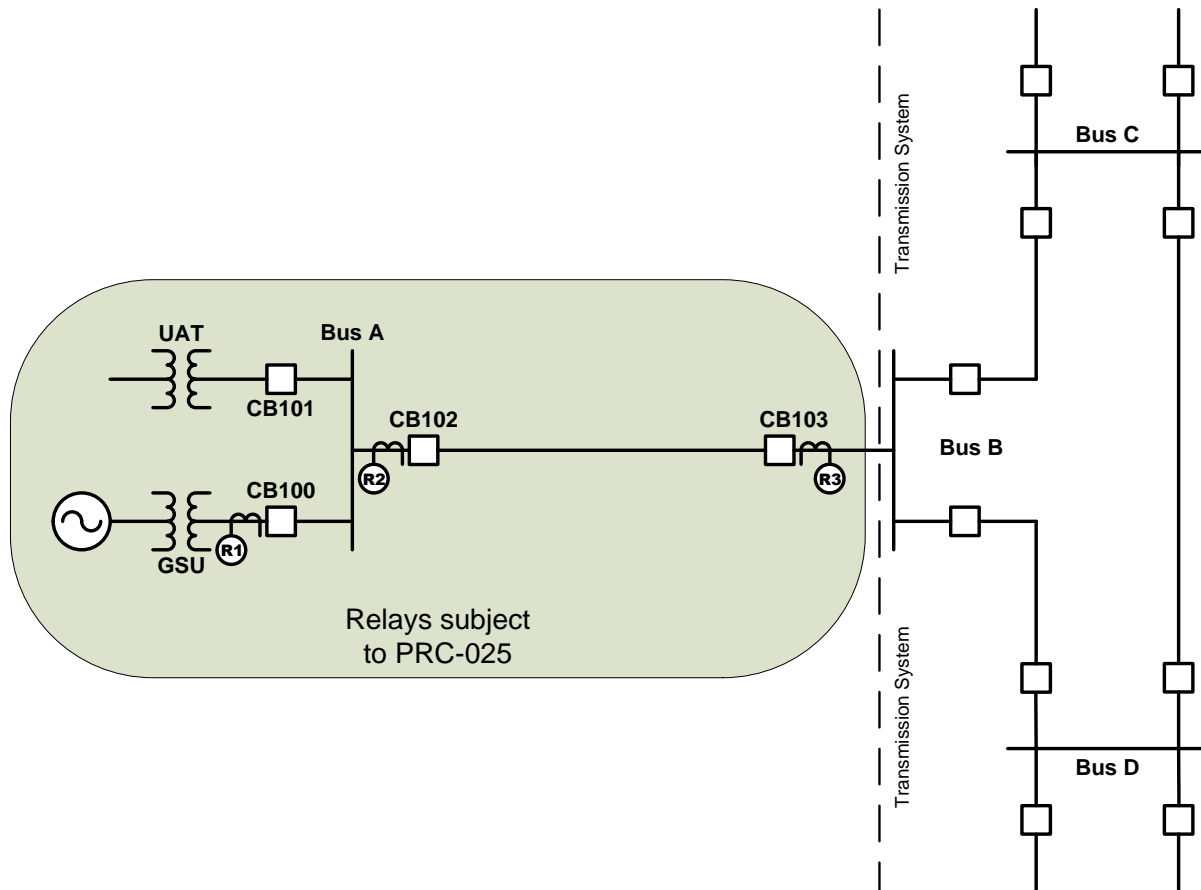 Transmission System
Bus C
UAT
Bus A
CB101
CB102
CB103
R2
R3
Bus B
CB100
R1
GSU
Relays subject
to PRC-025
Transmission System
Bus D